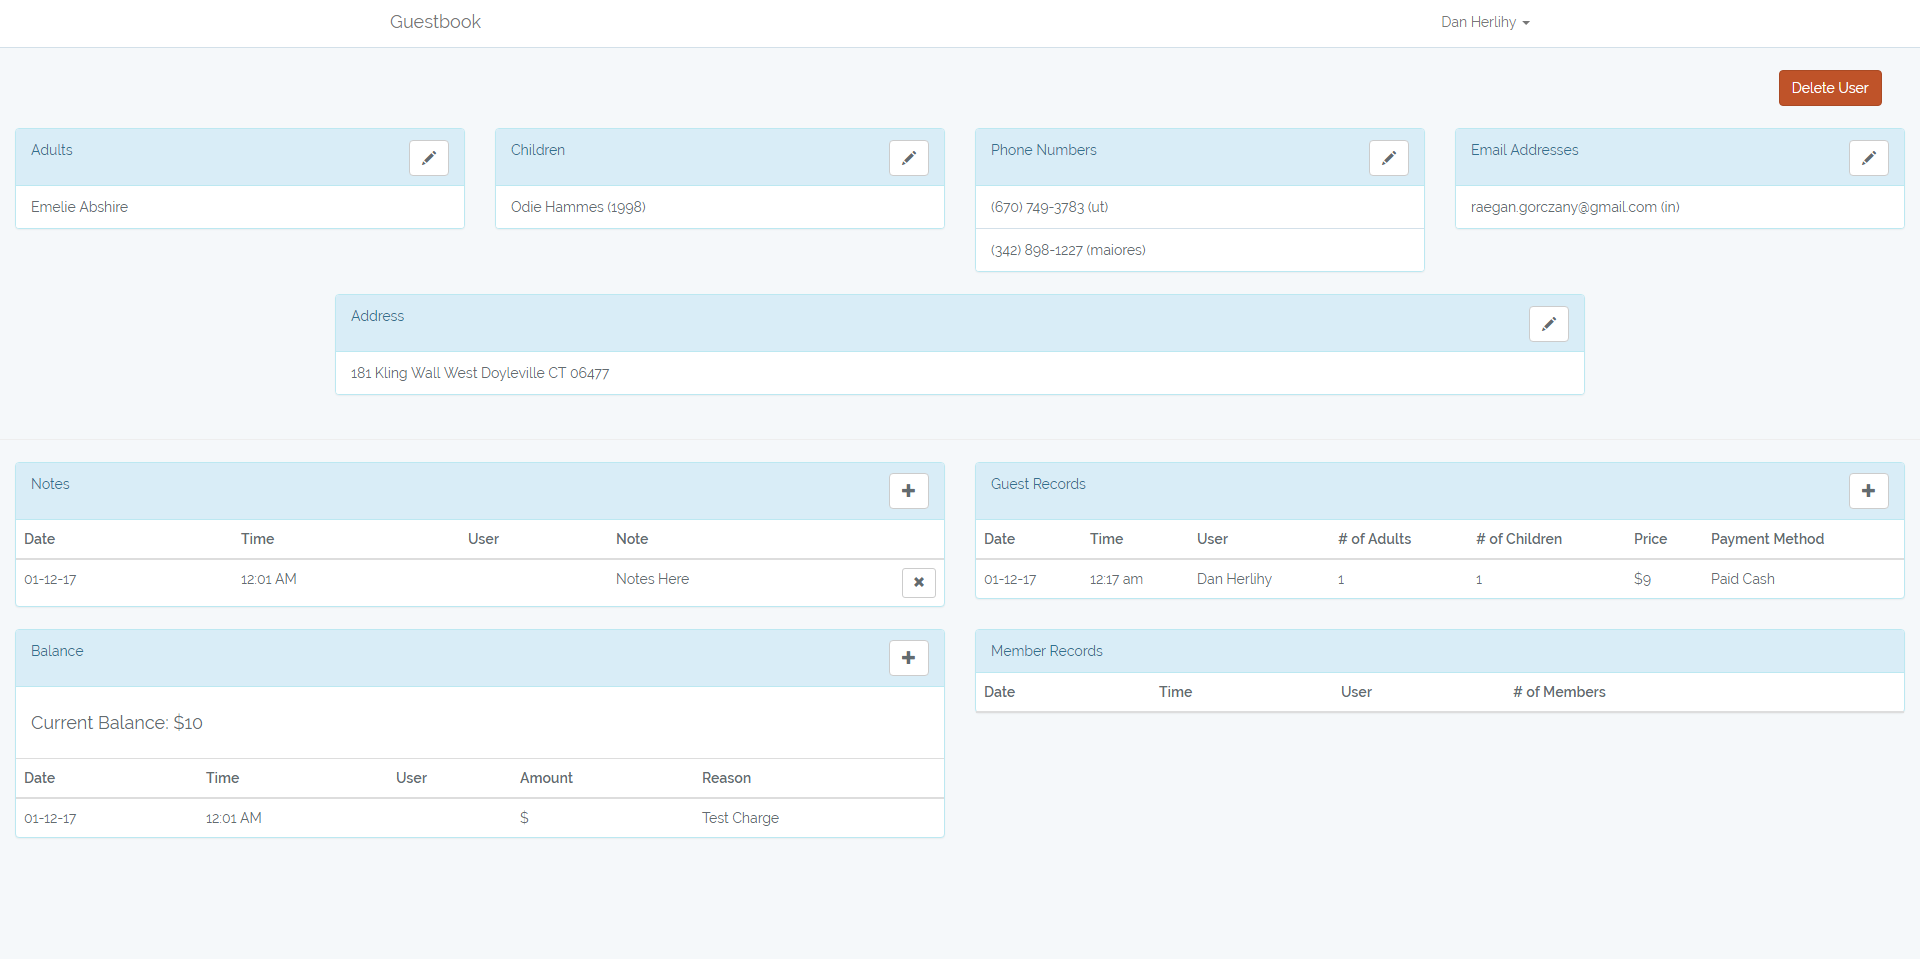 Guestbook
Dan Herlihy
Delete User
Adults
Emelie Abshire
Children
Odie Hammes (1998)
Phone Numbers
(670) 749-3783 (ut)
(342) 898-1227 (maiores)
Email Addresses
raegan.gorczany@gmail.com (in)
Address
181 Kling Wall West Doyleville CT 06477
Notes
Date Time User Note
01-12-17 12:01 AM Notes Here
Guest Records
Date Time User # of Adults # of Children Price Payment Method
01-12-17 12:17 am Dan Herlihy 1 1 $9 Paid Cash
Balance
Current Balance: $10
Date Time User Amount Reason
01-12-17 12:01 AM $ Test Charge
Member Records
Date Time User # of Members